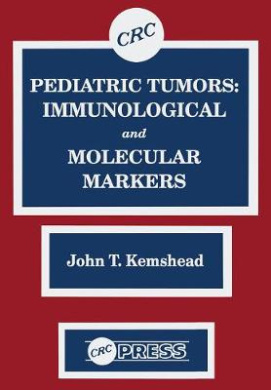 CRC
PEDIATRIC TUMORS:
IMMUNOLOGICAL
and
MOLECULAR
MARKERS
John T. Kemshead
CRC PRESS